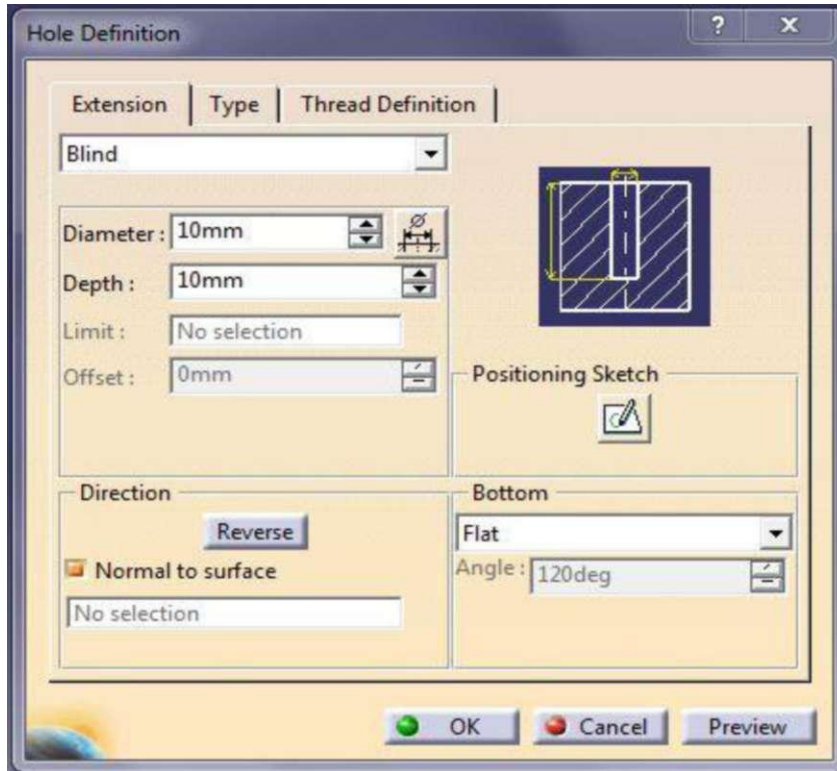 Hole Definition
?
X
Extension
Type
Thread Definition
Blind
Diameter :
10mm
Depth :
10mm
Limit :
No selection
Offset :
0mm
Positioning Sketch
Direction
Reverse
Normal to surface
No selection
Bottom
Flat
Angle :
120deg
OK
Cancel
Preview